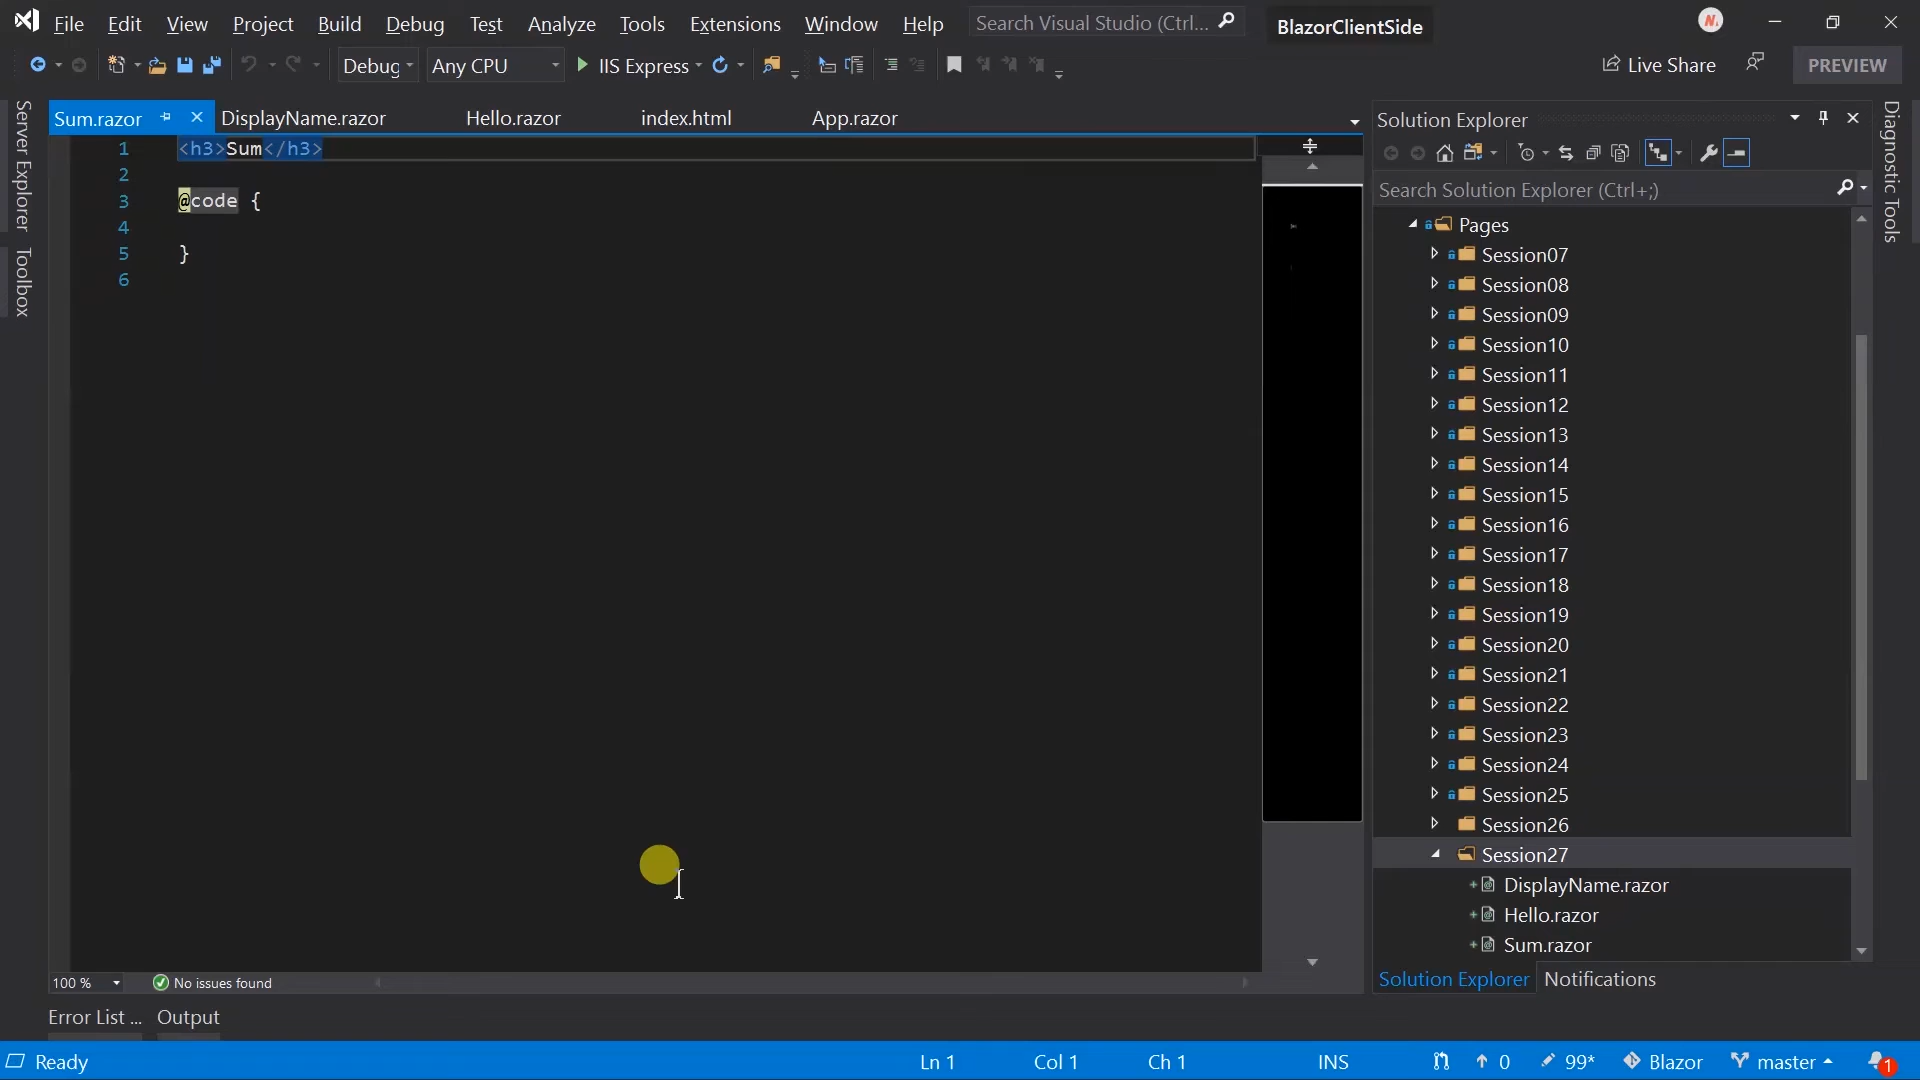 File Edit View Project Build Debug Test Analyze Tools Extensions Window Help Search Visual Studio (Ctrl... BlazorClientSide
Debug Any CPU IIS Express Live Share PREVIEW
Server Explorer
Toolbox
Sum.razor DisplayName.razor Hello.razor index.html App.razor
1 <h3>Sum</h3>
2
3 @code {
4
5 }
6
100 % No issues found
Error List ... Output
Solution Explorer
Search Solution Explorer (Ctrl+;)
Pages
Session07
Session08
Session09
Session10
Session11
Session12
Session13
Session14
Session15
Session16
Session17
Session18
Session19
Session20
Session21
Session22
Session23
Session24
Session25
Session26
Session27
DisplayName.razor
Hello.razor
Sum.razor
Solution Explorer Notifications
Diagnostic Tools
Ready Ln 1 Col 1 Ch 1 INS 0 99* Blazor master 1